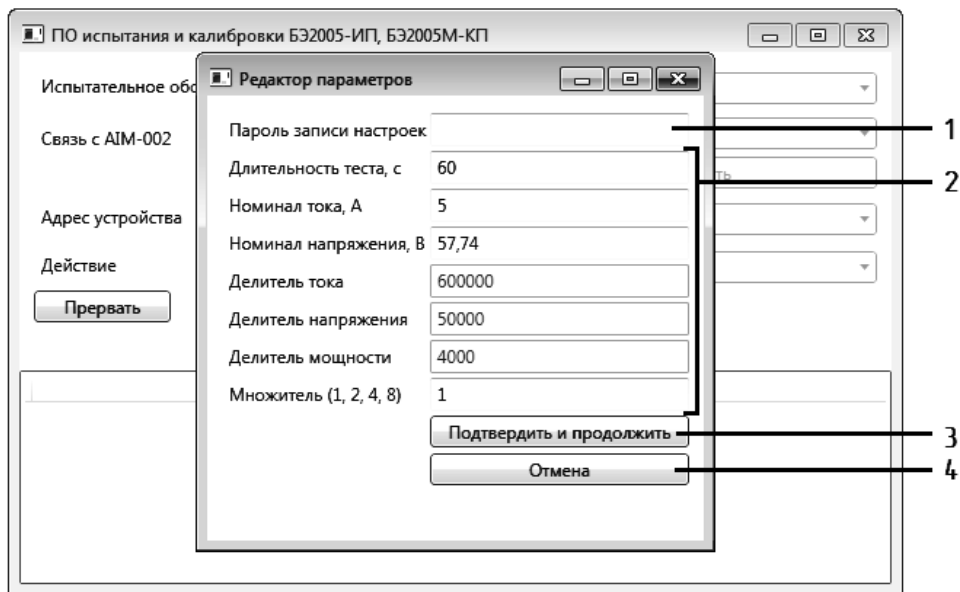 ПО испытания и калибровки БЭ2005-ИП, БЭ2005М-КП
Редактор параметров
Испытательное обо
Связь с AIM-002
ть
Адрес устройства
Действие
Прервать
Пароль записи настроек
Длительность теста, с 60
Номинал тока, А 5
Номинал напряжения, В 57,74
Делитель тока 600000
Делитель напряжения 50000
Делитель мощности 4000
Множитель (1, 2, 4, 8) 1
Подтвердить и продолжить
Отмена
1
2
3
4